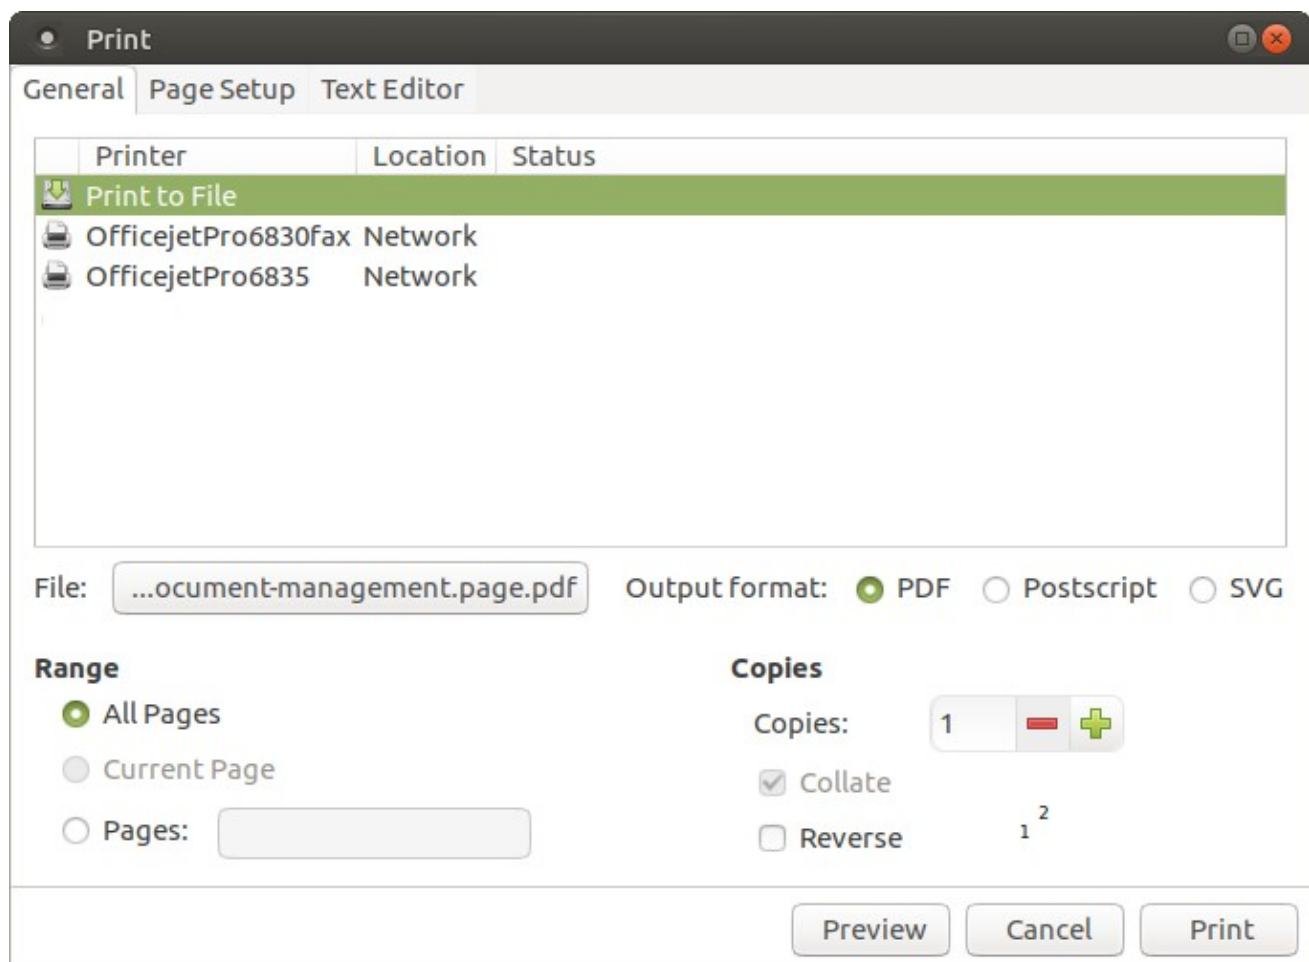 Print
General Page Setup Text Editor
Printer Location Status
Print to File
OfficejetPro6830fax Network
OfficejetPro6835 Network
File: ...ocument-management.page.pdf Output format: PDF Postscript SVG
Range Copies
All Pages Copies: 1
Current Page Collate
Pages: Reverse 1 2
Preview Cancel Print